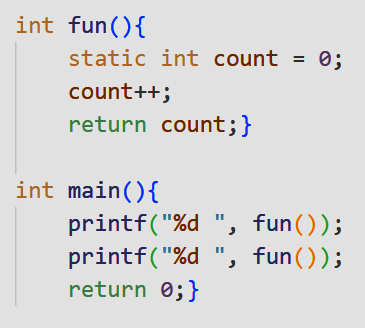 int fun(){
    static int count = 0;
    count++;
    return count;}

int main(){
    printf("%d ", fun());
    printf("%d ", fun());
    return 0;}